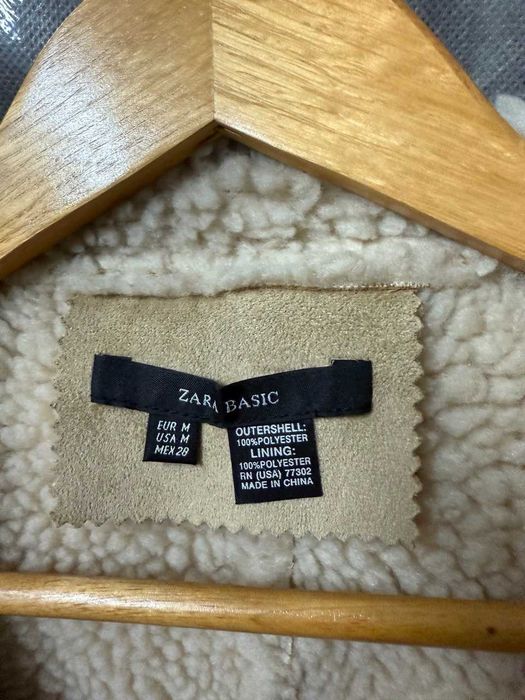 ZARA BASIC
EUR M
USA M
MEX 28
OUTERSHELL:
100%POLYESTER
LINING:
100%POLYESTER
RN (USA) 77302
MADE IN CHINA